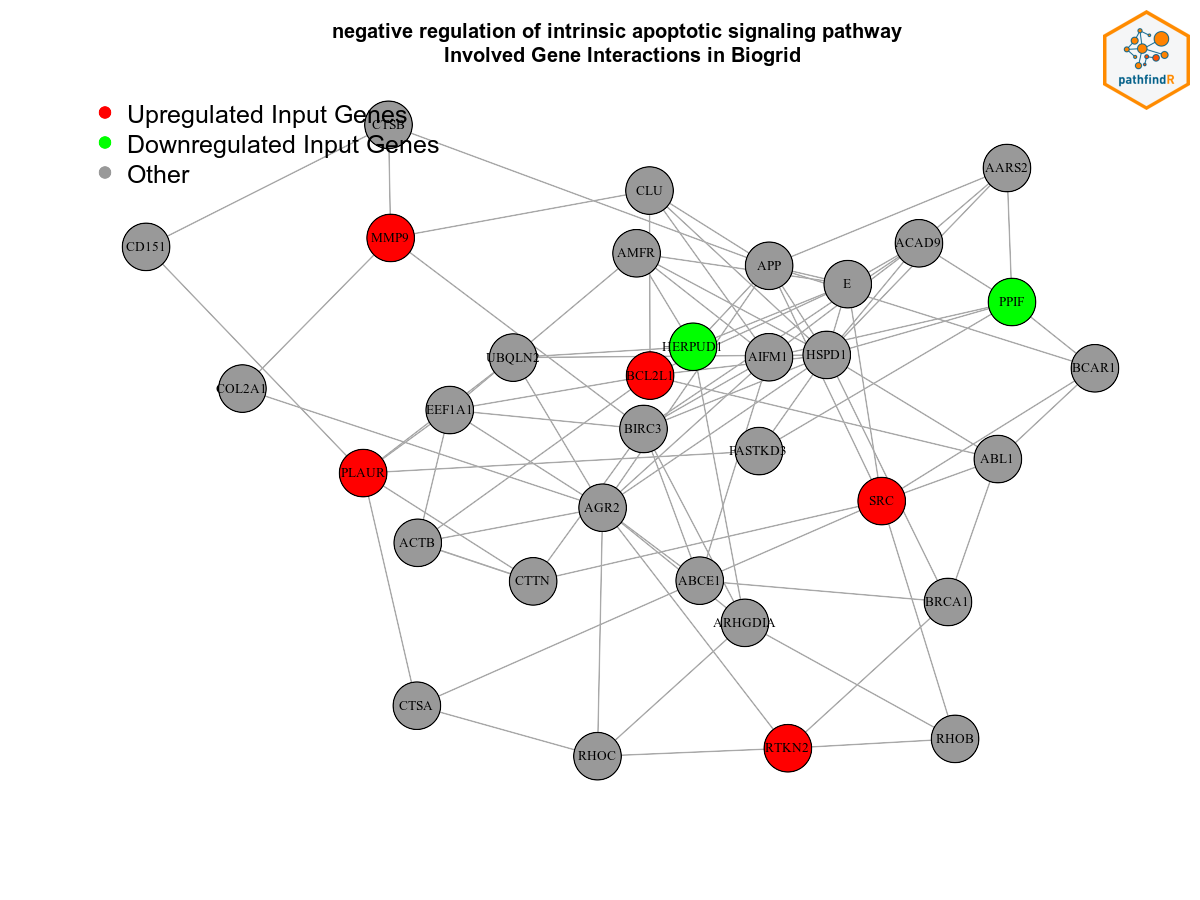 negative regulation of intrinsic apoptotic signaling pathway
Involved Gene Interactions in Biogrid
pathfindR
Upregulated Input Genes
Downregulated Input Genes
Other
CTSB
AARS2
CLU
CD151
MMP9
ACAD9
AMFR
APP
E
PPIF
HERPUD1
UBQLN2
AIFM1
HSPD1
BCAR1
BCL2L1
COL2A1
EEF1A1
BIRC3
FASTKD3
ABL1
PLAUR
SRC
AGR2
ACTB
CTTN
ABCE1
BRCA1
ARHGDIA
CTSA
RHOC
RTKN2
RHOB